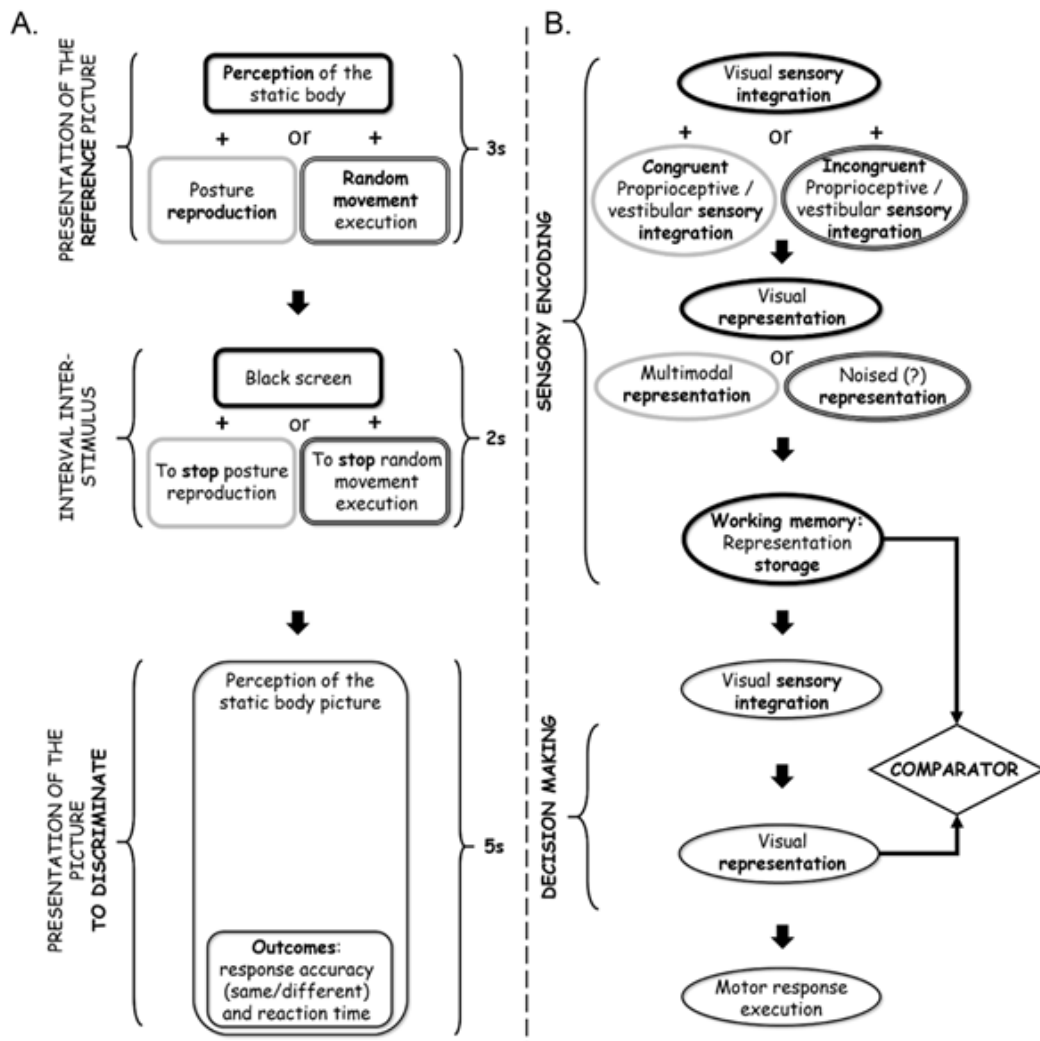 A.
PRESENTATION OF THE
REFERENCE PICTURE
Perception of the
static body
+ or +
Posture
reproduction
Random
movement
execution
3s
INTERVAL INTER-
STIMULUS
Black screen
+ or +
To stop posture
reproduction
To stop random
movement
execution
2s
PRESENTATION OF THE
PICTURE
TO DISCRIMINATE
Perception of the
static body picture
Outcomes:
response accuracy
(same/different)
and reaction time
5s
B.
SENSORY ENCODING
Visual sensory
integration
+ or +
Congruent
Proprioceptive /
vestibular sensory
integration
Incongruent
Proprioceptive /
vestibular sensory
integration
Visual
representation
or
Multimodal
representation
Noised (?)
representation
Working memory:
Representation
storage
Visual sensory
integration
DECISION MAKING
COMPARATOR
Visual
representation
Motor response
execution